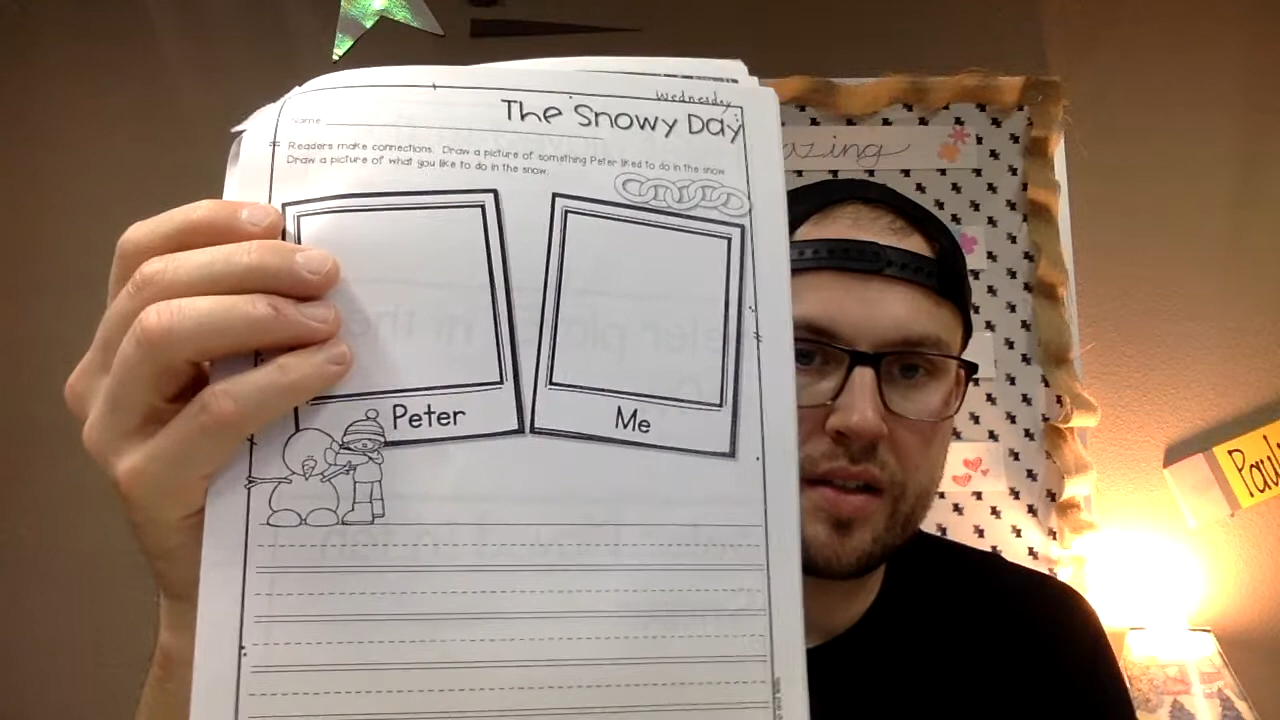 Wednesday
The Snowy Day
Name
Readers make connections. Draw a picture of something Peter liked to do in the snow.
Draw a picture of what you like to do in the snow.
Peter
Me
azing
Paul